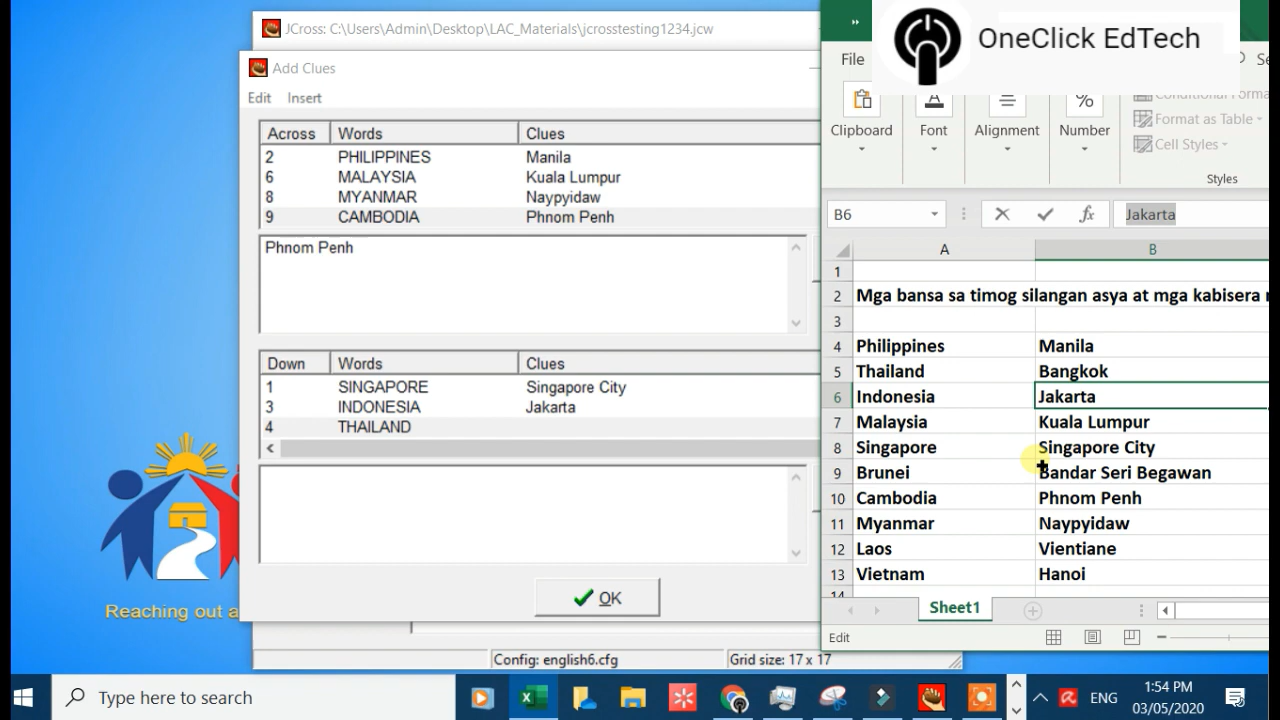 JCross: C:\Users\Admin\Desktop\LAC_Materials\jcrosstesting1234.jcw
OneClick EdTech
Add Clues
Edit Insert
Across Words Clues
2 PHILIPPINES Manila
6 MALAYSIA Kuala Lumpur
8 MYANMAR Naypyidaw
9 CAMBODIA Phnom Penh
Phnom Penh
Down Words Clues
1 SINGAPORE Singapore City
3 INDONESIA Jakarta
4 THAILAND
OK
Config: english6.cfg Grid size: 17 x 17
Reaching out a
File
Clipboard Font Alignment Number
%
Format as Table
Cell Styles
Styles
B6 fx Jakarta
A B
1
2 Mga bansa sa timog silangan asya at mga kabisera
3
4 Philippines Manila
5 Thailand Bangkok
6 Indonesia Jakarta
7 Malaysia Kuala Lumpur
8 Singapore Singapore City
9 Brunei Bandar Seri Begawan
10 Cambodia Phnom Penh
11 Myanmar Naypyidaw
12 Laos Vientiane
13 Vietnam Hanoi
14
Sheet1
Edit
Type here to search
ENG
1:54 PM
03/05/2020